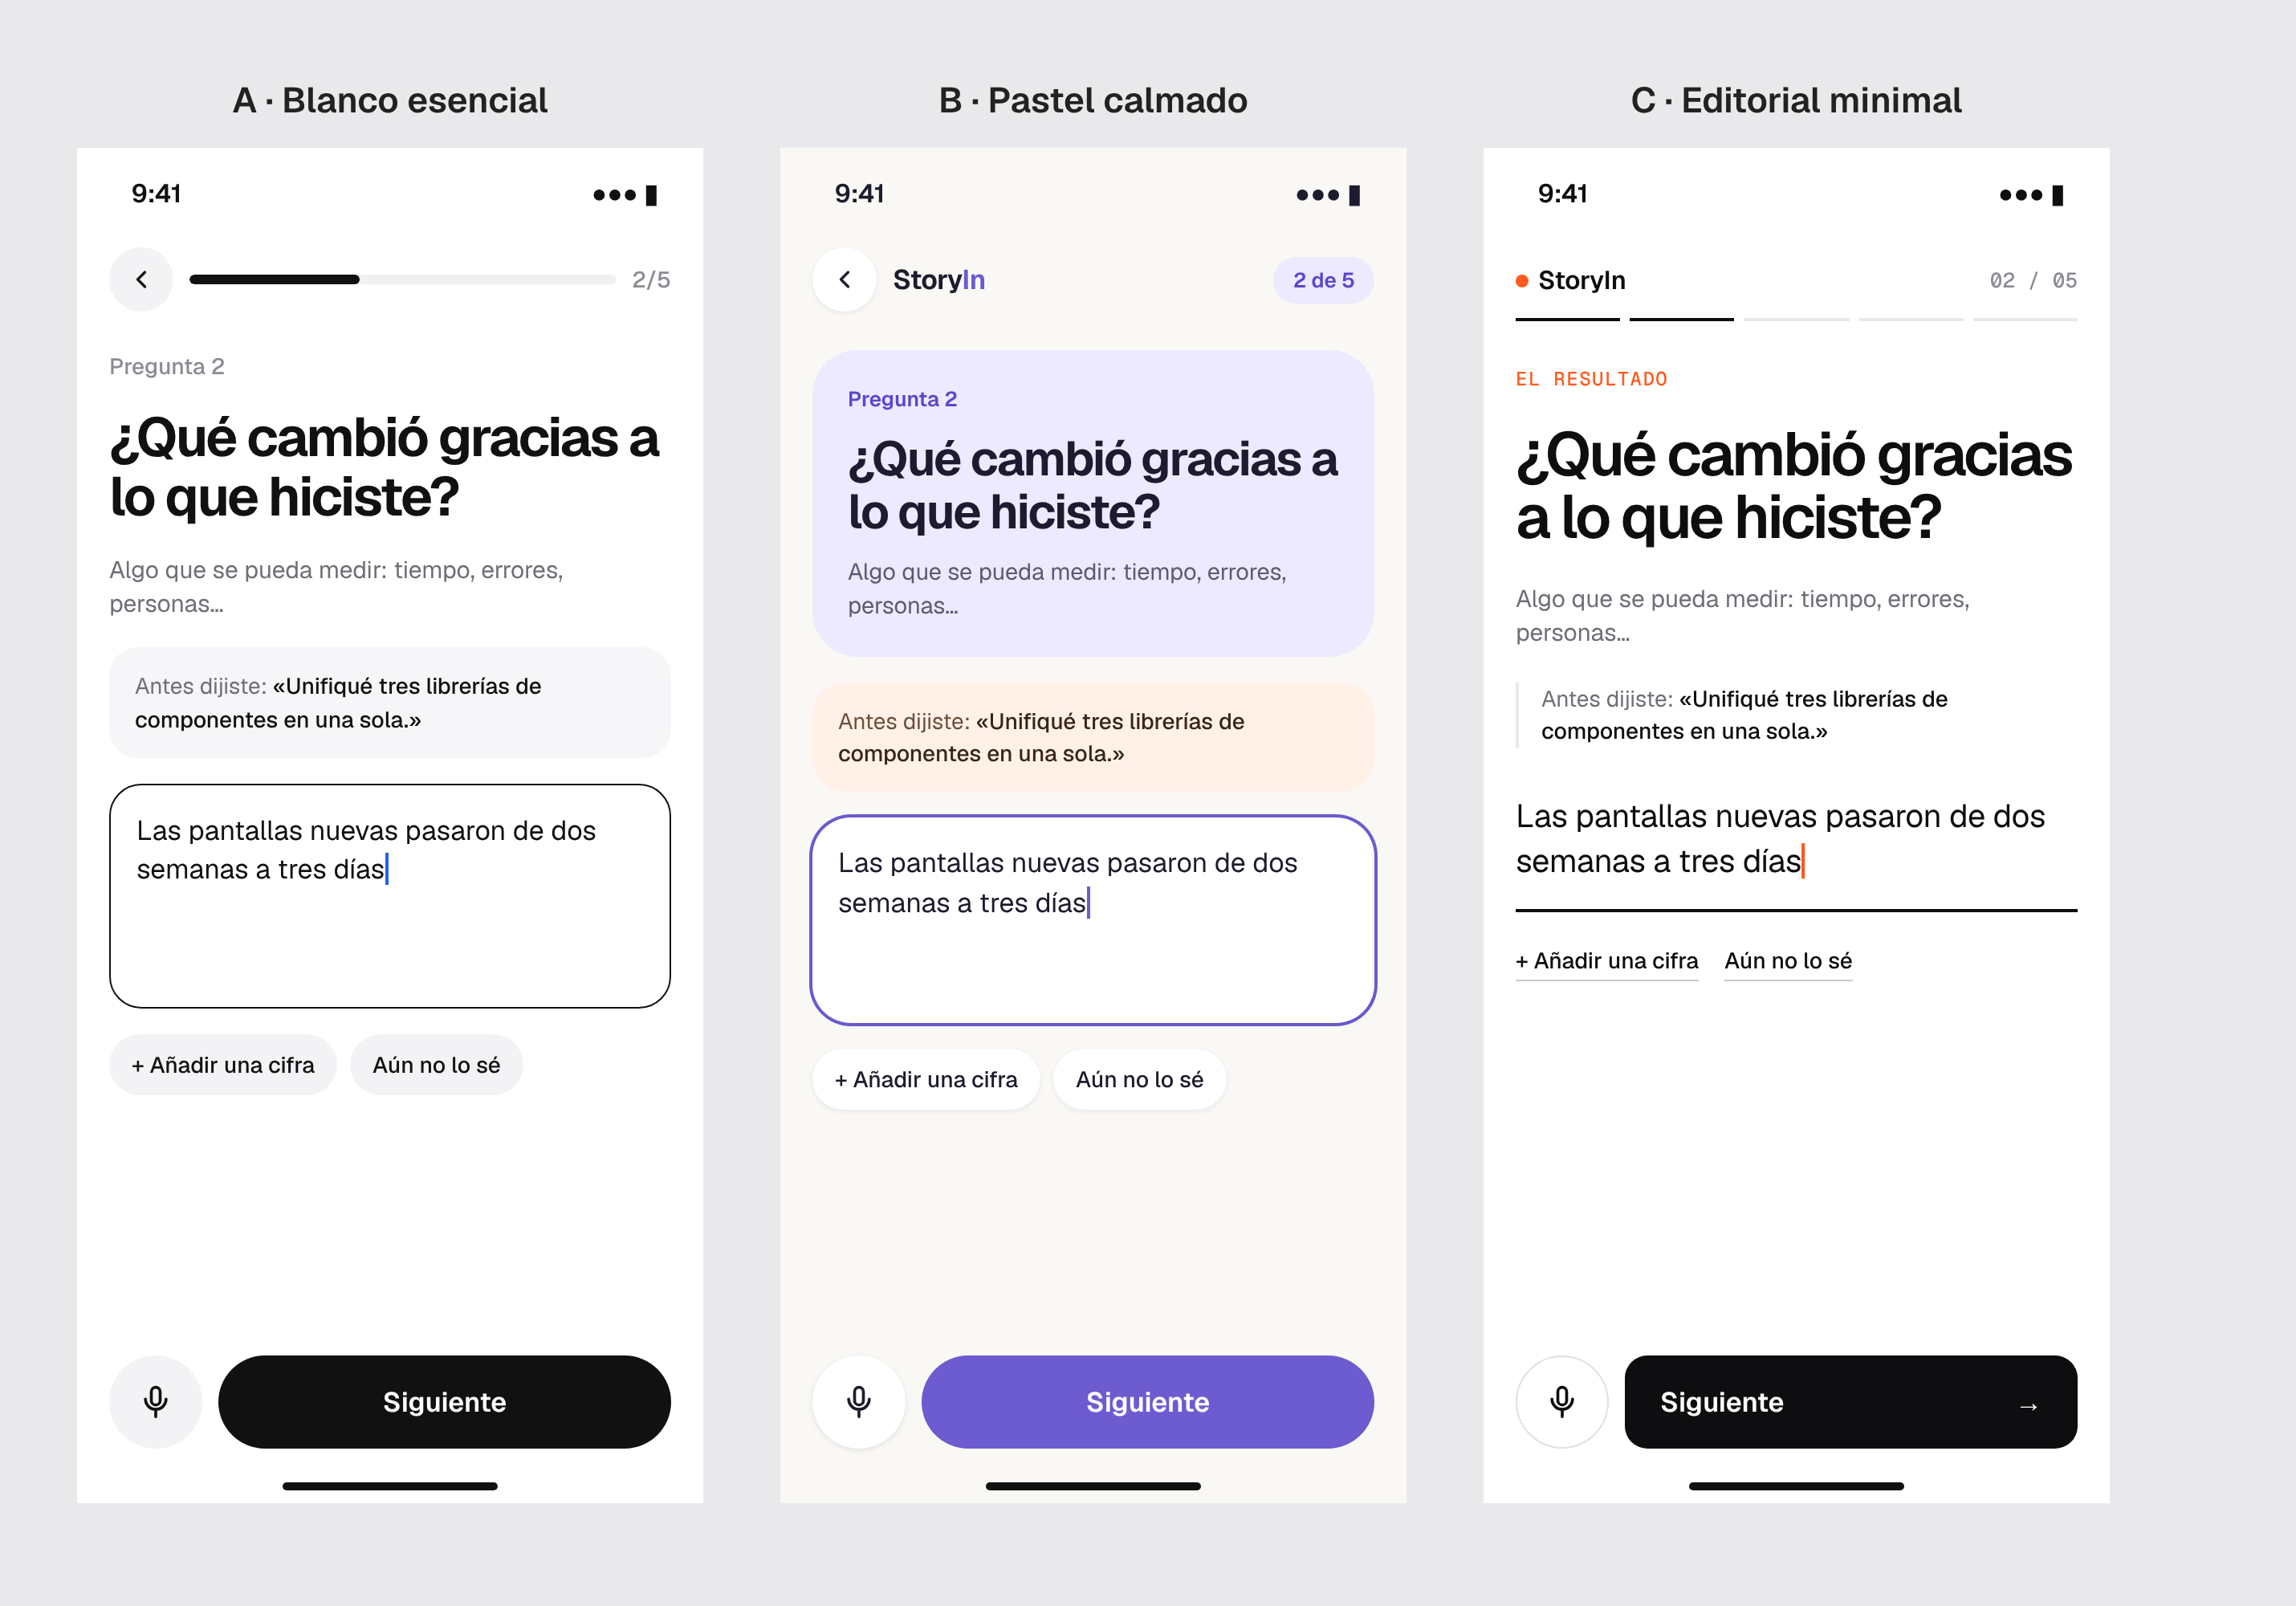 A · Blanco esencial
9:41
2/5
Pregunta 2
¿Qué cambió gracias a
lo que hiciste?
Algo que se pueda medir: tiempo, errores,
personas…
Antes dijiste: «Unifiqué tres librerías de
componentes en una sola.»
Las pantallas nuevas pasaron de dos
semanas a tres días
+ Añadir una cifra
Aún no lo sé
Siguiente
B · Pastel calmado
9:41
StoryIn
2 de 5
Pregunta 2
¿Qué cambió gracias a
lo que hiciste?
Algo que se pueda medir: tiempo, errores,
personas…
Antes dijiste: «Unifiqué tres librerías de
componentes en una sola.»
Las pantallas nuevas pasaron de dos
semanas a tres días
+ Añadir una cifra
Aún no lo sé
Siguiente
C · Editorial minimal
9:41
StoryIn
02 / 05
EL RESULTADO
¿Qué cambió gracias
a lo que hiciste?
Algo que se pueda medir: tiempo, errores,
personas…
Antes dijiste: «Unifiqué tres librerías de
componentes en una sola.»
Las pantallas nuevas pasaron de dos
semanas a tres días
+ Añadir una cifra
Aún no lo sé
Siguiente →